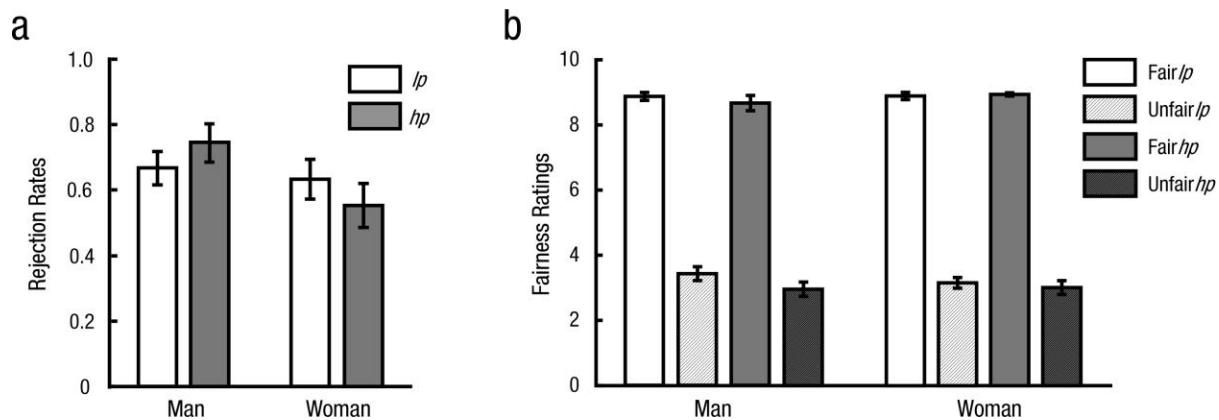 a
Rejection Rates
1.0
0.8
0.6
0.4
0.2
0
Man Woman
lp
hp
b
Fairness Ratings
10
8
6
4
2
0
Man Woman
Fair lp
Unfair lp
Fair hp
Unfair hp